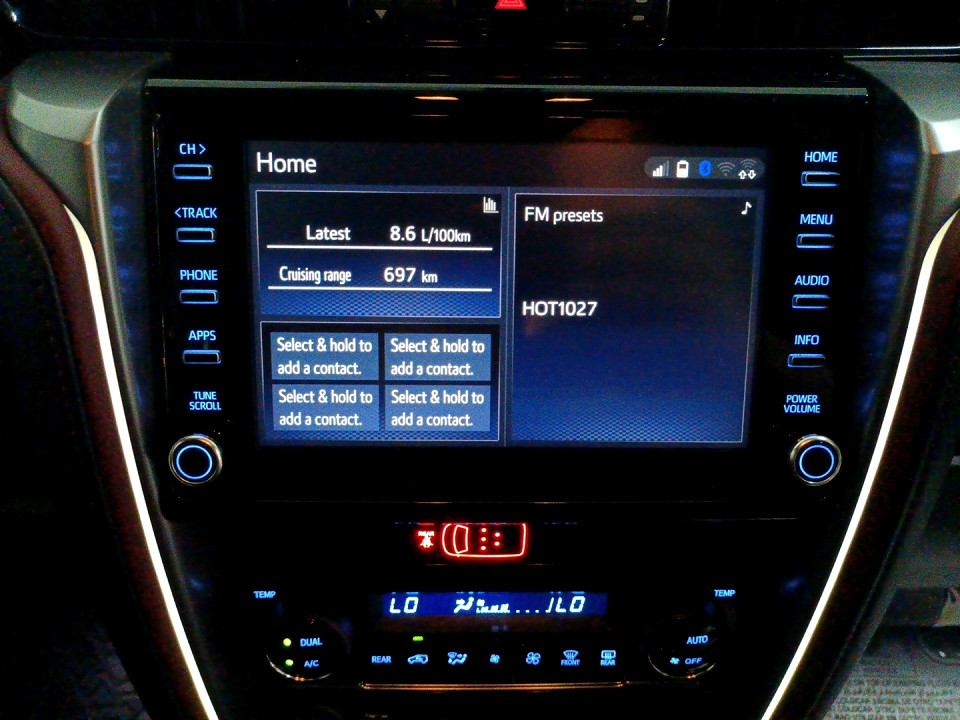 CH >
<TRACK
PHONE
APPS
TUNE
SCROLL
Home
Latest 8.6 L/100km
Cruising range 697 km
Select & hold to
add a contact.
Select & hold to
add a contact.
Select & hold to
add a contact.
Select & hold to
add a contact.
FM presets
HOT1027
HOME
MENU
AUDIO
INFO
POWER
VOLUME
REAR
TEMP
LO
LO
TEMP
DUAL
A/C
REAR
FRONT
REAR
AUTO
OFF